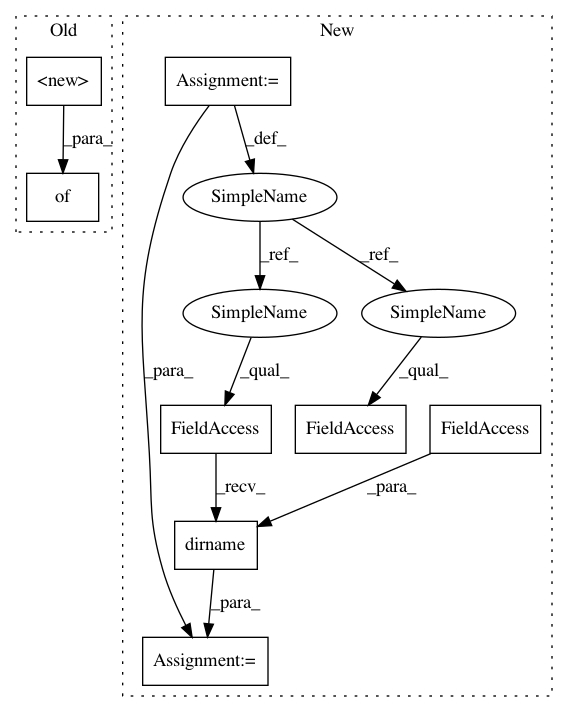 Old
New
<new>
Assignment:=
_para_
_def_
of
SimpleName
_ref_
_ref_
SimpleName
SimpleName
_para_
_qual_
_qual_
FieldAccess
FieldAccess
FieldAccess
_recv_
_para_
dirname
_para_
Assignment:=